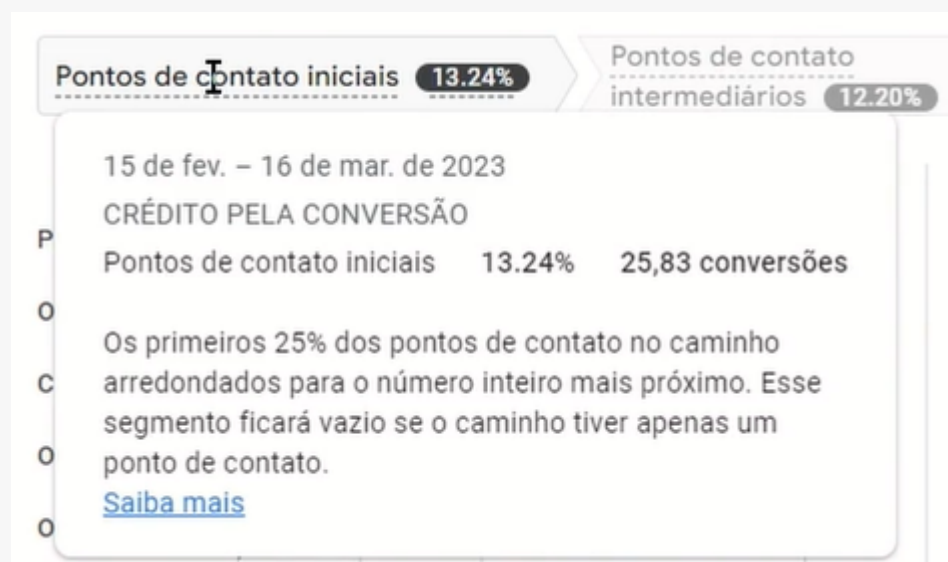 Pontos de contato iniciais 13.24%
Pontos de contato
intermediários 12.20%
15 de fev. – 16 de mar. de 2023
CRÉDITO PELA CONVERSÃO
Pontos de contato iniciais 13.24% 25,83 conversões
Os primeiros 25% dos pontos de contato no caminho
arredondados para o número inteiro mais próximo. Esse
segmento ficará vazio se o caminho tiver apenas um
ponto de contato.
Saiba mais
P
O
C
O
O